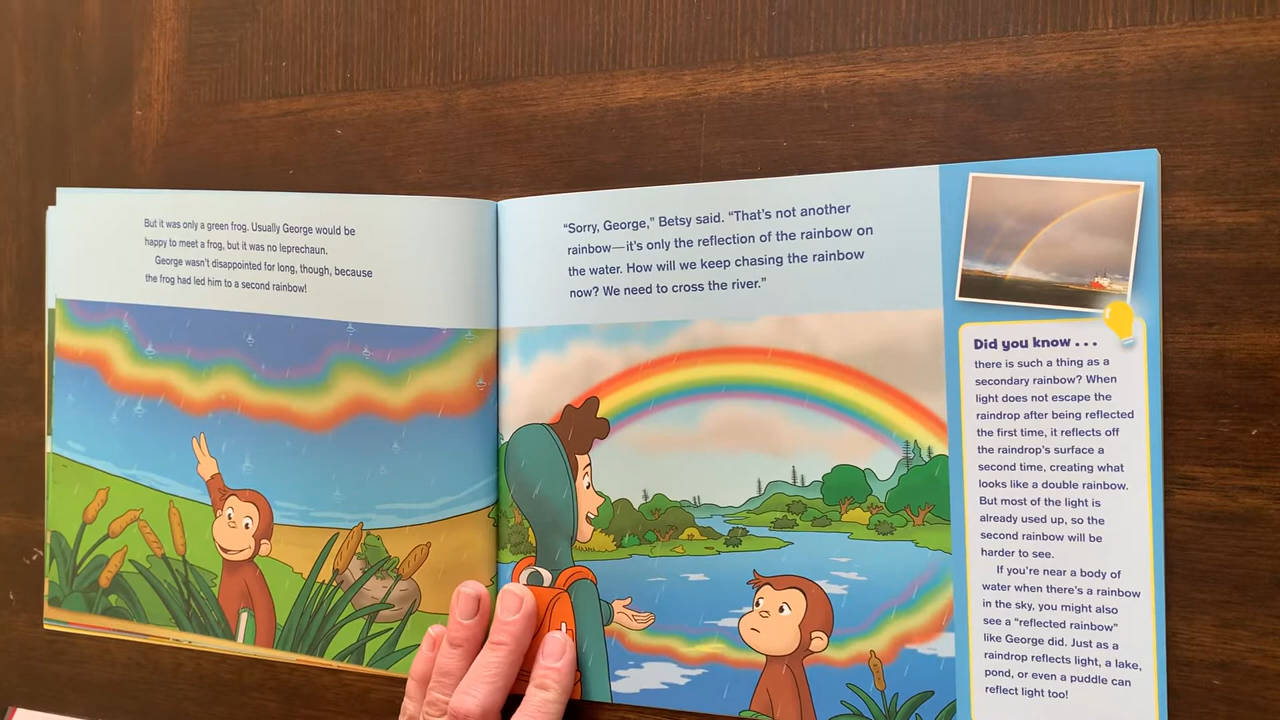 But it was only a green frog. Usually George would be
happy to meet a frog, but it was no leprechaun.
George wasn't disappointed for long, though, because
the frog had led him to a second rainbow!
“Sorry, George,” Betsy said. “That's not another
rainbow—it's only the reflection of the rainbow on
the water. How will we keep chasing the rainbow
now? We need to cross the river.”
Did you know . . .
there is such a thing as a
secondary rainbow? When
light does not escape the
raindrop after being reflected
the first time, it reflects off
the raindrop's surface a
second time, creating what
looks like a double rainbow.
But most of the light is
already used up, so the
second rainbow will be
harder to see.
If you're near a body of
water when there's a rainbow
in the sky, you might also
see a “reflected rainbow”
like George did. Just as a
raindrop reflects light, a lake,
pond, or even a puddle can
reflect light too!